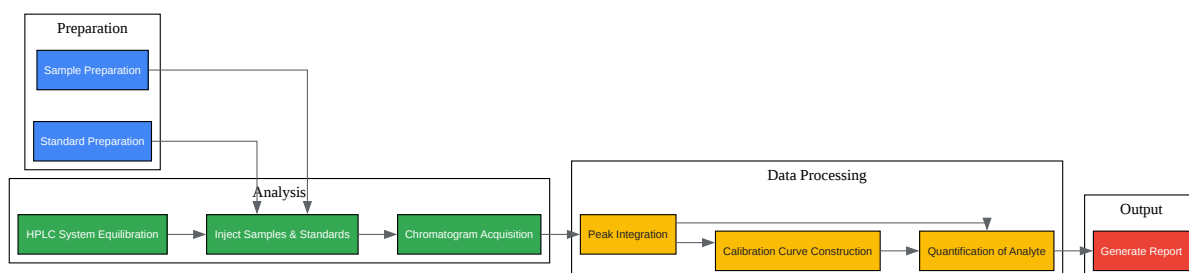 Preparation
Sample Preparation
Standard Preparation
Analysis
HPLC System Equilibration
Inject Samples & Standards
Chromatogram Acquisition
Data Processing
Peak Integration
Calibration Curve Construction
Quantification of Analyte
Output
Generate Report